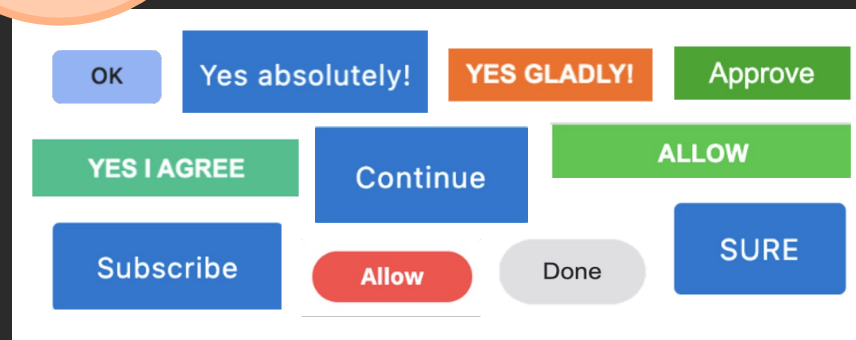 OK
Yes absolutely!
YES GLADLY!
Approve
YES I AGREE
Continue
ALLOW
Subscribe
Allow
Done
SURE